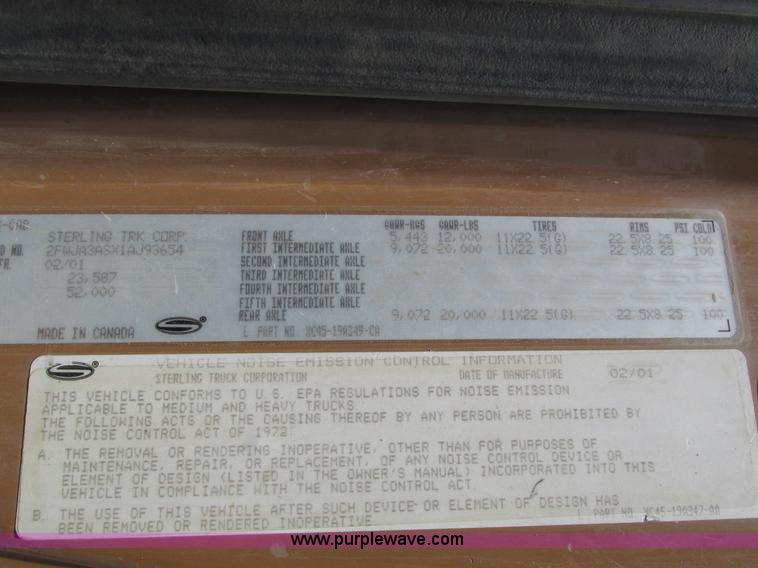 GAWR-KGS GAWR-LBS TIRES RIMS PSI COLD
STERLING TRK CORP. FRONT AXLE 5,443 12,000 11X22.5(G) 22.5X8.25 100
NO. 2FWJA3ASX1AJ93654 FIRST INTERMEDIATE AXLE 9,072 20,000 11X22.5(G) 22.5X8.25 100
FR. 02/01 SECOND INTERMEDIATE AXLE
23,587 THIRD INTERMEDIATE AXLE
52,000 FOURTH INTERMEDIATE AXLE
FIFTH INTERMEDIATE AXLE
REAR AXLE 9,072 20,000 11X22.5(G) 22.5X8.25 100
MADE IN CANADA L PART NO.
VEHICLE NOISE EMISSION CONTROL INFORMATION
STERLING TRUCK CORPORATION DATE OF MANUFACTURE 02/01
THIS VEHICLE CONFORMS TO U.S. EPA REGULATIONS FOR NOISE EMISSION
APPLICABLE TO MEDIUM AND HEAVY TRUCKS
THE FOLLOWING ACTS OR THE CAUSING THEREOF BY ANY PERSON ARE PROHIBITED BY
THE NOISE CONTROL ACT OF 1972
A. THE REMOVAL OR RENDERING INOPERATIVE, OTHER THAN FOR PURPOSES OF
MAINTENANCE, REPAIR, OR REPLACEMENT, OF ANY NOISE CONTROL DEVICE OR
ELEMENT OF DESIGN (LISTED IN THE OWNER'S MANUAL) INCORPORATED INTO THIS
VEHICLE IN COMPLIANCE WITH THE NOISE CONTROL ACT
B. THE USE OF THIS VEHICLE AFTER SUCH DEVICE OR ELEMENT OF DESIGN HAS
BEEN REMOVED OR RENDERED INOPERATIVE L PART NO.
www.purplewave.com